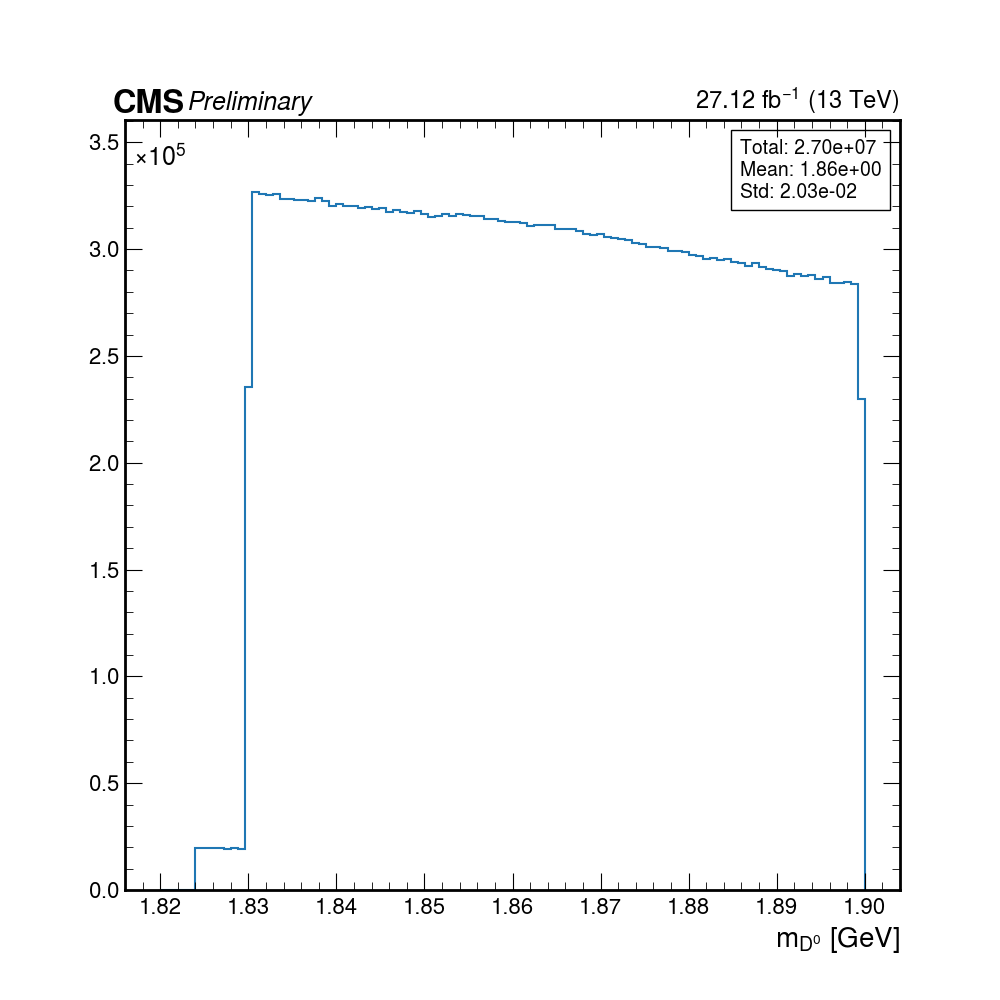 CMS Preliminary 27.12 fb⁻¹ (13 TeV)
×10⁵
Total: 2.70e+07
Mean: 1.86e+00
Std: 2.03e-02
3.5
3.0
2.5
2.0
1.5
1.0
0.5
0.0
1.82 1.83 1.84 1.85 1.86 1.87 1.88 1.89 1.90
m_D⁰ [GeV]